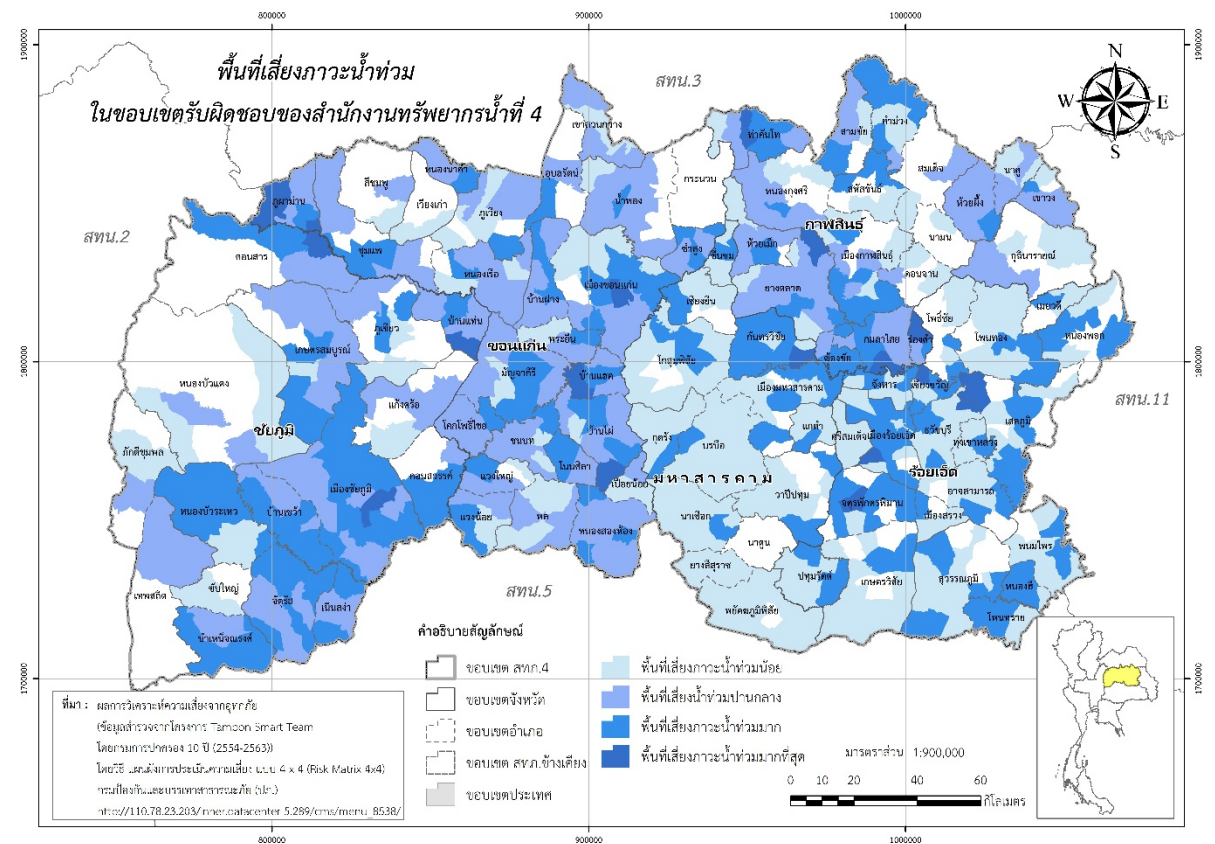 800000
900000
1000000
1900000
1900000
พื้นที่เสี่ยงภาวะน้ำท่วม
ในขอบเขตรับผิดชอบของสำนักงานทรัพยากรน้ำที่ 4
สทน.3
N
W
E
S
เขาสวนกวาง
ท่าคันโท
สามชัย
คำม่วง
หนองนาคำ
อุบลรัตน์
กระนวน
สมเด็จ
นาคู
สีชมพู
เวียงเก่า
ภูเวียง
น้ำพอง
หนองกุงศรี
สหัสขันธ์
ห้วยผึ้ง
เขาวง
ภูผาม่าน
กาฬสินธุ์
นามน
สทน.2
คอนสาร
ชุมแพ
หนองเรือ
ซำสูง
ชื่นชม
ห้วยเม็ก
เมืองกาฬสินธุ์
กุฉินารายณ์
ดอนจาน
บ้านฝาง
เมืองขอนแก่น
เชียงยืน
ยางตลาด
เมยวดี
ภูเขียว
บ้านแท่น
โพธิ์ชัย
หนองพอก
เกษตรสมบูรณ์
ขอนแก่น
พระยืน
กันทรวิชัย
กมลาไสย
ร่องคำ
โพนทอง
1800000
1800000
หนองบัวแดง
มัญจาคีรี
บ้านแฮด
โกสุมพิสัย
ฆ้องชัย
เมืองมหาสารคาม
จังหาร
เชียงขวัญ
สทน.11
แก้งคร้อ
โคกโพธิ์ไชย
ชนบท
บ้านไผ่
กุดรัง
บรบือ
แกดำ
ศรีสมเด็จ
เมืองร้อยเอ็ด
ธวัชบุรี
เสลภูมิ
ทุ่งเขาหลวง
ชัยภูมิ
ภักดีชุมพล
คอนสวรรค์
แวงใหญ่
โนนศิลา
เปือยน้อย
มหาสารคาม
ร้อยเอ็ด
หนองบัวระเหว
บ้านเขว้า
เมืองชัยภูมิ
แวงน้อย
พล
หนองสองห้อง
นาเชือก
วาปีปทุม
จตุรพักตรพิมาน
อาจสามารถ
เมืองสรวง
นาดูน
พนมไพร
เทพสถิต
ซับใหญ่
จัตุรัส
เนินสง่า
บำเหน็จณรงค์
สทน.5
ยางสีสุราช
ปทุมรัตต์
เกษตรวิสัย
สุวรรณภูมิ
หนองฮี
พยัคฆภูมิพิสัย
โพนทราย
1700000
1700000
คำอธิบายสัญลักษณ์
ขอบเขต สทภ.4
ขอบเขตจังหวัด
ขอบเขตอำเภอ
ขอบเขต สทภ.ข้างเคียง
ขอบเขตประเทศ
พื้นที่เสี่ยงภาวะน้ำท่วมน้อย
พื้นที่เสี่ยงน้ำท่วมปานกลาง
พื้นที่เสี่ยงภาวะน้ำท่วมมาก
พื้นที่เสี่ยงภาวะน้ำท่วมมากที่สุด
มาตราส่วน 1:900,000
0 10 20 40 60
กิโลเมตร
ที่มา : ผลการวิเคราะห์ความเสี่ยงจากอุทกภัย
(ข้อมูลสำรวจจากโครงการ Tambon Smart Team
โดยกรมการปกครอง 10 ปี (2554-2563))
โดยวิธี แผนผังการประเมินความเสี่ยง แบบ 4 x 4 (Risk Matrix 4x4)
กรมป้องกันและบรรเทาสาธารณะภัย (ปภ.)
800000
900000
1000000